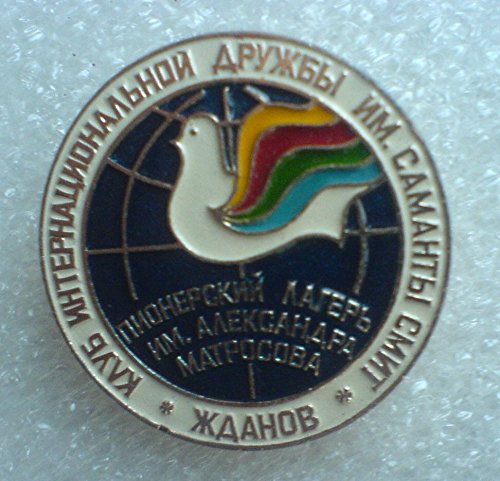 КЛУБ ИНТЕРНАЦИОНАЛЬНОЙ ДРУЖБЫ ИМ. САМАНТЫ СМИТ
ПИОНЕРСКИЙ ЛАГЕРЬ
ИМ. АЛЕКСАНДРА
МАТРОСОВА
* ЖДАНОВ *